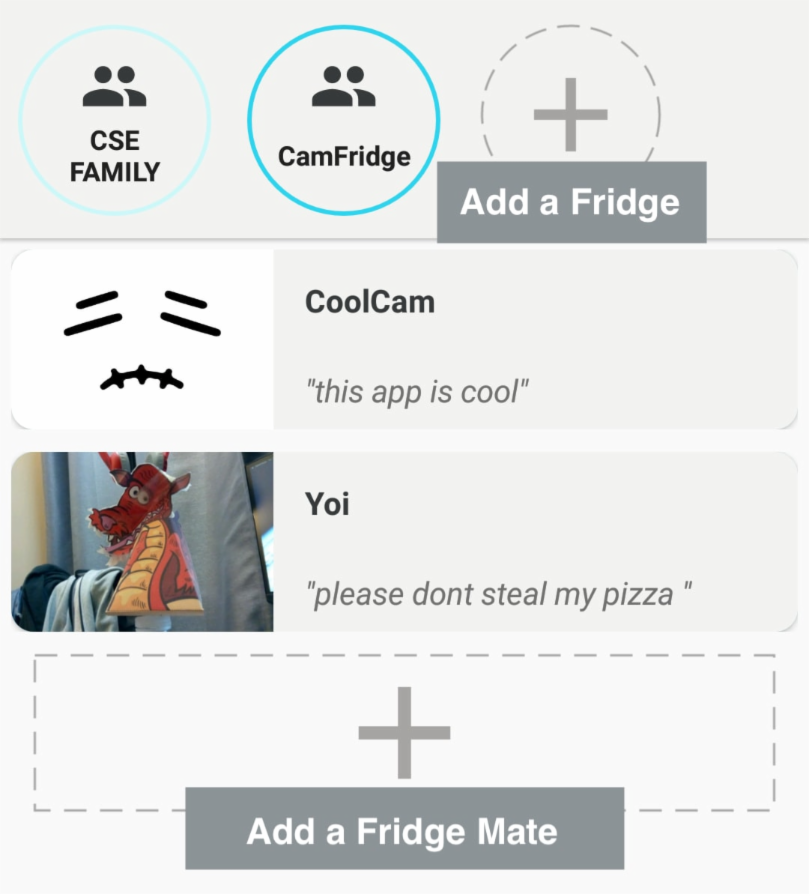 CSE
FAMILY
CamFridge
Add a Fridge
CoolCam
"this app is cool"
Yoi
"please dont steal my pizza "
Add a Fridge Mate